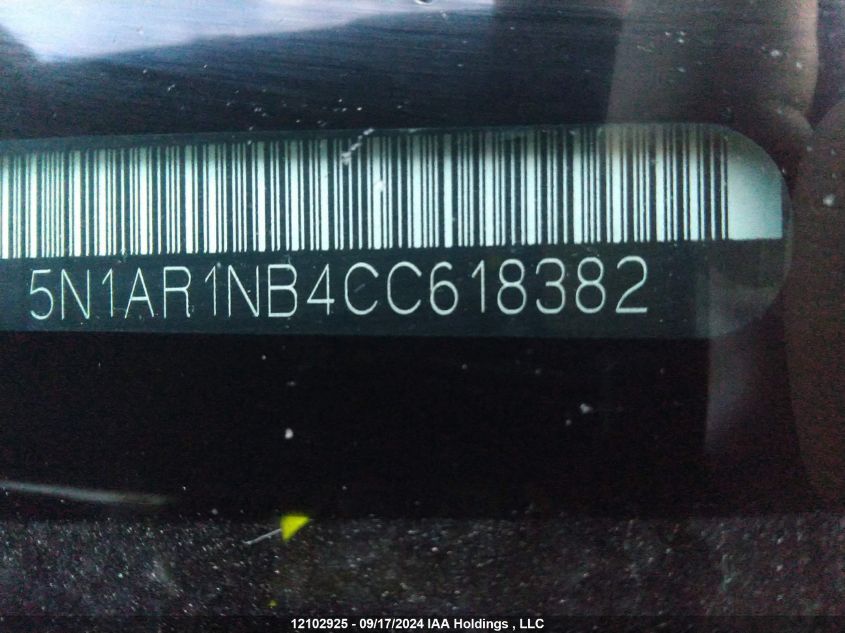 5N1AR1NB4CC618382
12102925 - 09/17/2024 IAA Holdings , LLC